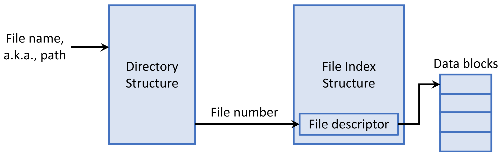 File name,
a.k.a., path
Directory
Structure
File number
File Index
Structure
File descriptor
Data blocks